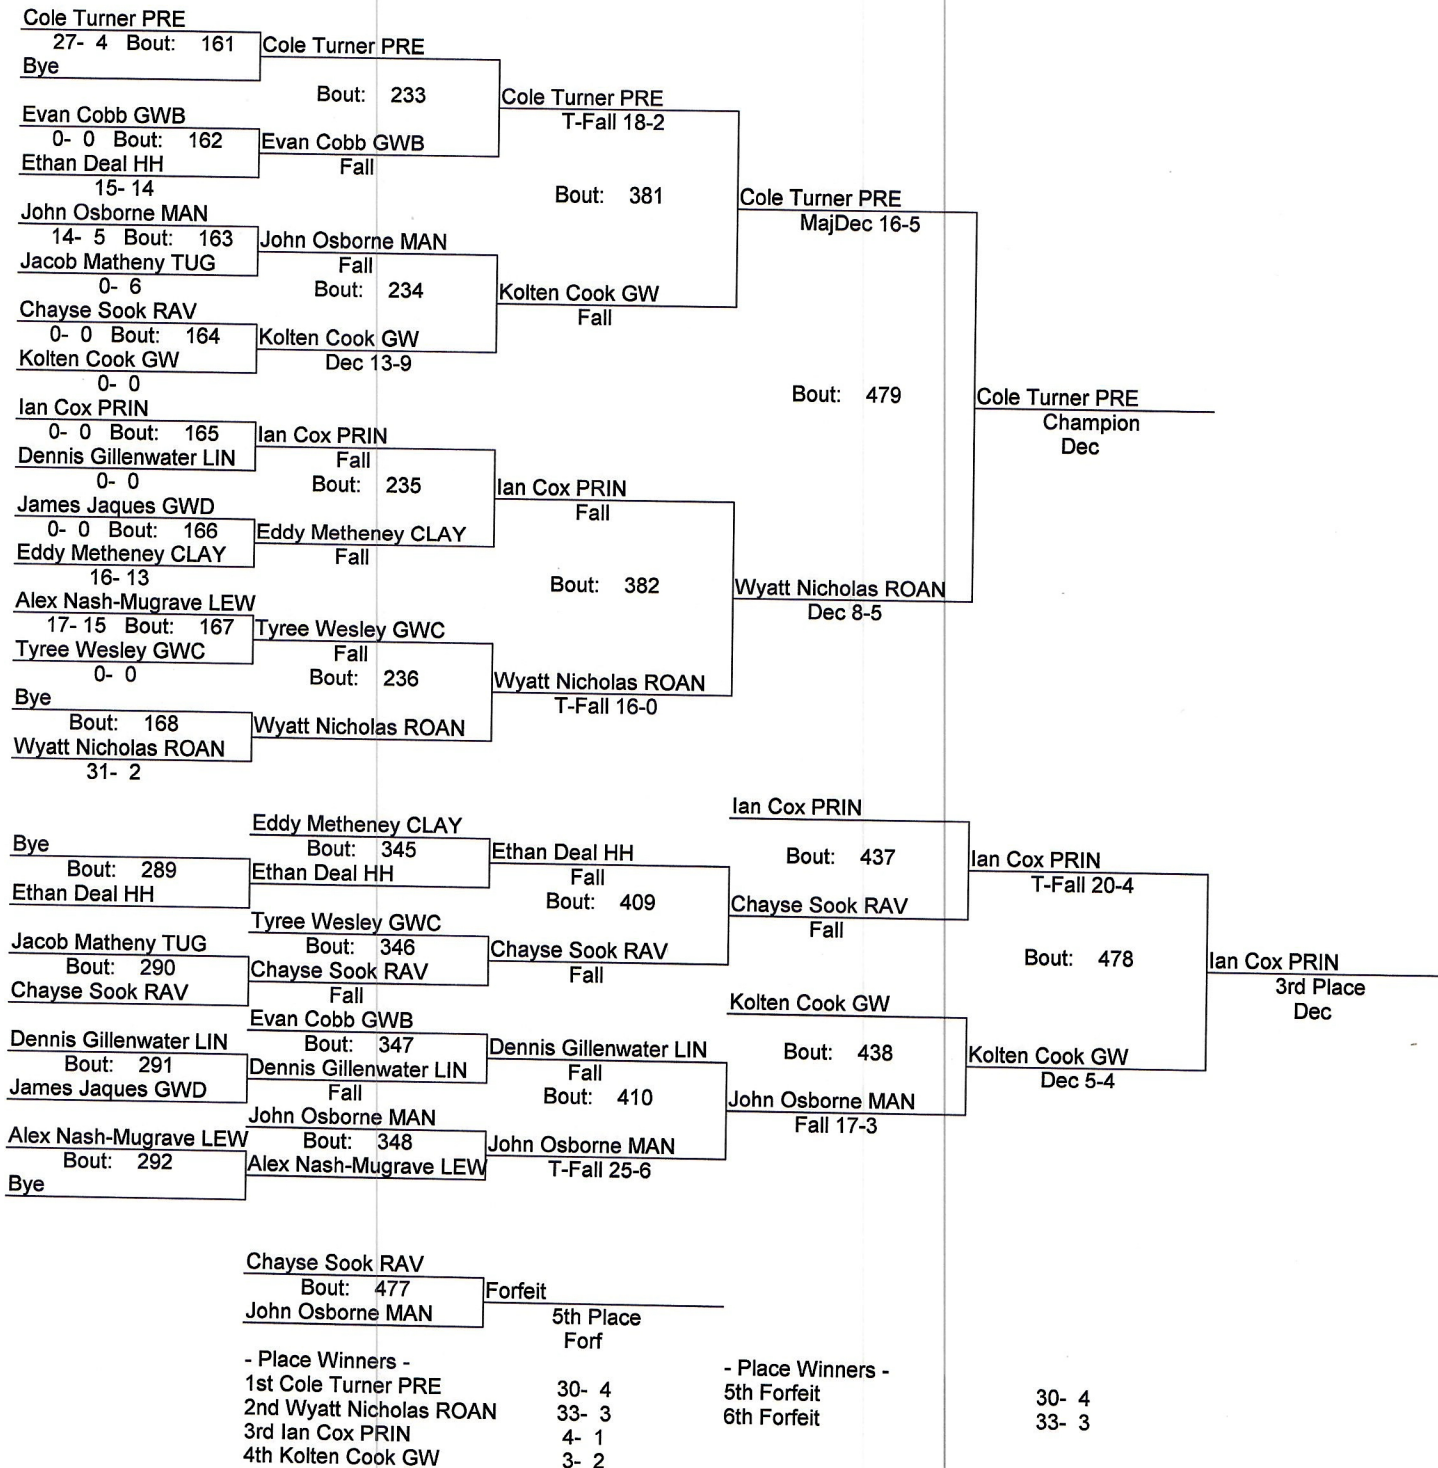 Cole Turner PRE
27- 4 Bout: 161
Bye
Cole Turner PRE
Bout: 233
Evan Cobb GWB
0- 0 Bout: 162
Ethan Deal HH
15- 14
Evan Cobb GWB
Fall
Cole Turner PRE
T-Fall 18-2
Bout: 381
John Osborne MAN
14- 5 Bout: 163
Jacob Matheny TUG
0- 6
John Osborne MAN
Fall
Bout: 234
Chayse Sook RAV
0- 0 Bout: 164
Kolten Cook GW
0- 0
Kolten Cook GW
Dec 13-9
Kolten Cook GW
Fall
Cole Turner PRE
MajDec 16-5
Bout: 479
Cole Turner PRE
Champion
Dec
Ian Cox PRIN
0- 0 Bout: 165
Dennis Gillenwater LIN
0- 0
Ian Cox PRIN
Fall
Bout: 235
James Jaques GWD
0- 0 Bout: 166
Eddy Metheney CLAY
16- 13
Eddy Metheney CLAY
Fall
Ian Cox PRIN
Fall
Bout: 382
Alex Nash-Mugrave LEW
17- 15 Bout: 167
Tyree Wesley GWC
0- 0
Tyree Wesley GWC
Fall
Bout: 236
Bye
Bout: 168
Wyatt Nicholas ROAN
31- 2
Wyatt Nicholas ROAN
Wyatt Nicholas ROAN
T-Fall 16-0
Wyatt Nicholas ROAN
Dec 8-5
Bye
Bout: 289
Ethan Deal HH
Eddy Metheney CLAY
Bout: 345
Ethan Deal HH
Ethan Deal HH
Fall
Bout: 409
Jacob Matheny TUG
Bout: 290
Chayse Sook RAV
Tyree Wesley GWC
Bout: 346
Chayse Sook RAV
Fall
Chayse Sook RAV
Fall
Ian Cox PRIN
Bout: 437
Chayse Sook RAV
Fall
Ian Cox PRIN
T-Fall 20-4
Bout: 478
Ian Cox PRIN
3rd Place
Dec
Dennis Gillenwater LIN
Bout: 291
James Jaques GWD
Evan Cobb GWB
Bout: 347
Dennis Gillenwater LIN
Fall
Dennis Gillenwater LIN
Fall
Bout: 410
Alex Nash-Mugrave LEW
Bout: 292
Bye
John Osborne MAN
Bout: 348
Alex Nash-Mugrave LEW
John Osborne MAN
T-Fall 25-6
Kolten Cook GW
Bout: 438
John Osborne MAN
Fall 17-3
Kolten Cook GW
Dec 5-4
Chayse Sook RAV
Bout: 477
John Osborne MAN
Forfeit
5th Place
Forf
- Place Winners -
1st Cole Turner PRE 30- 4
2nd Wyatt Nicholas ROAN 33- 3
3rd Ian Cox PRIN 4- 1
4th Kolten Cook GW 3- 2
- Place Winners -
5th Forfeit 30- 4
6th Forfeit 33- 3